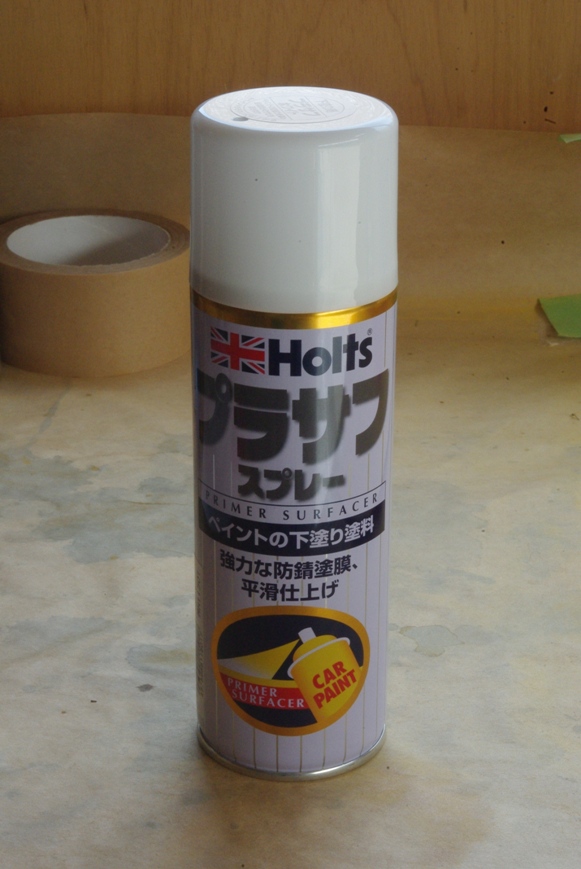 Holts®
プラサフ
スプレー
PRIMER SURFACER
ペイントの下塗り塗料
強力な防錆塗膜、
平滑仕上げ
PRIMER
SURFACER
CAR
PAINT